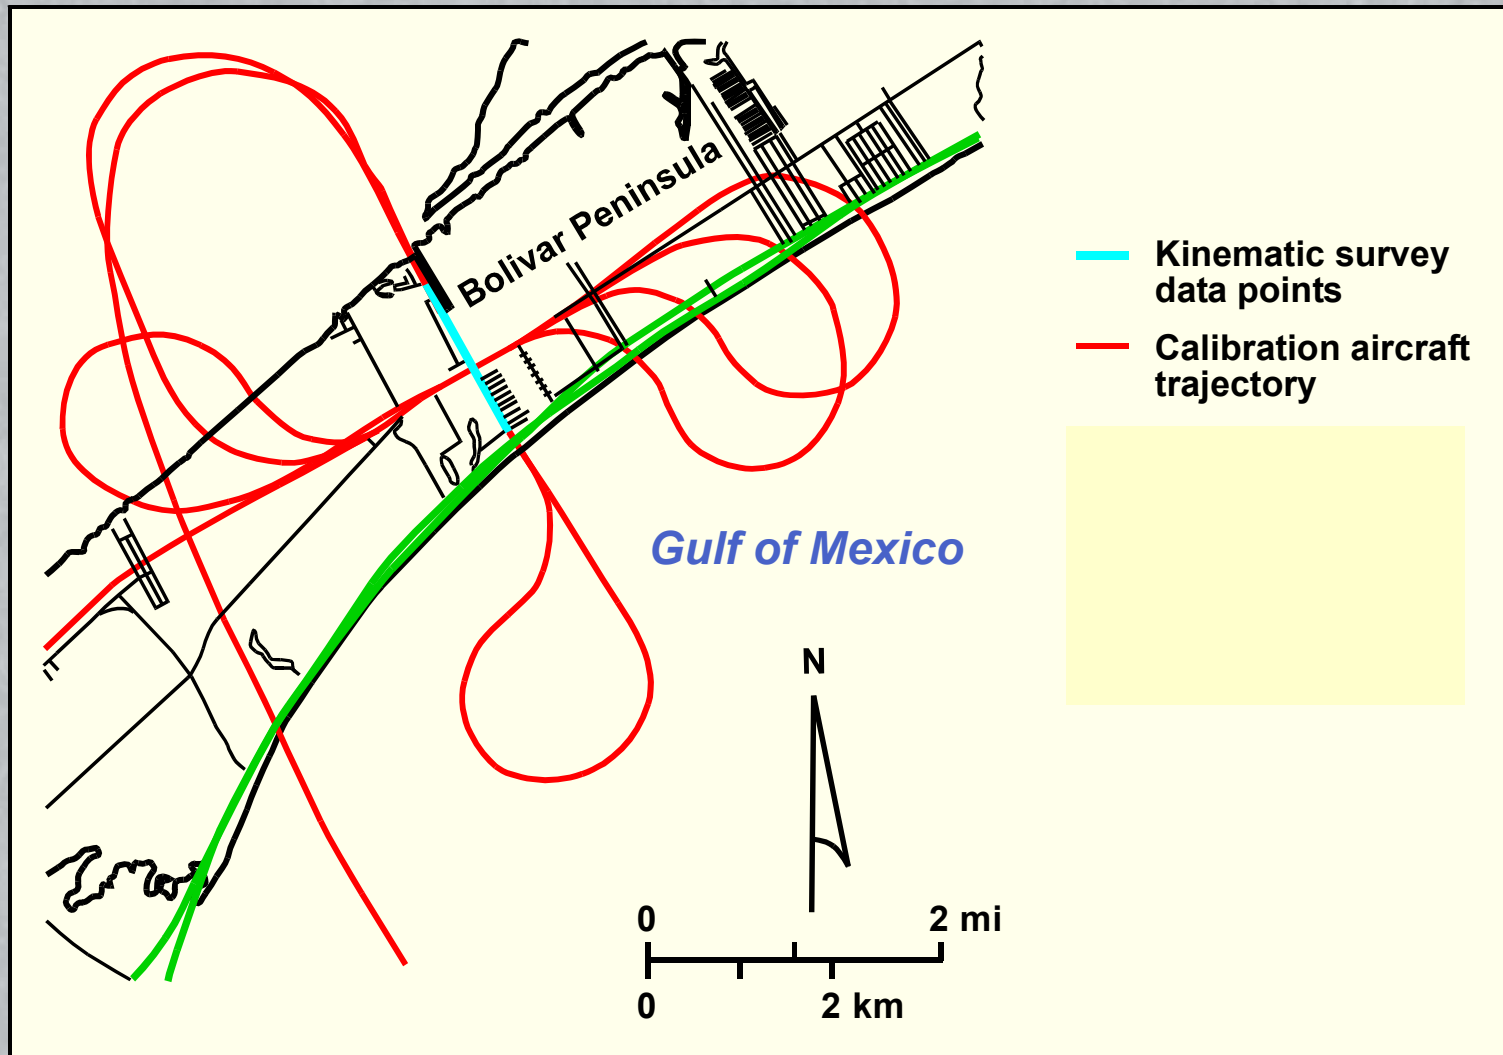 Bolivar Peninsula
Kinematic survey
data points
Calibration aircraft
trajectory
Gulf of Mexico
N
0 2 mi
0 2 km